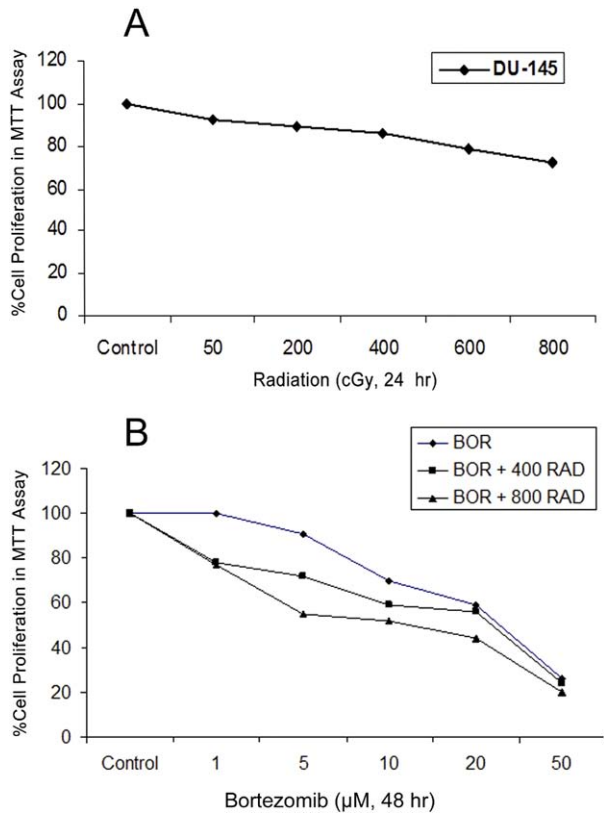 A
%Cell Proliferation in MTT Assay
120
100
80
60
40
20
0
DU-145
Control 50 200 400 600 800
Radiation (cGy, 24 hr)
B
%Cell Proliferation in MTT Assay
120
100
80
60
40
20
0
BOR
BOR + 400 RAD
BOR + 800 RAD
Control 1 5 10 20 50
Bortezomib (µM, 48 hr)